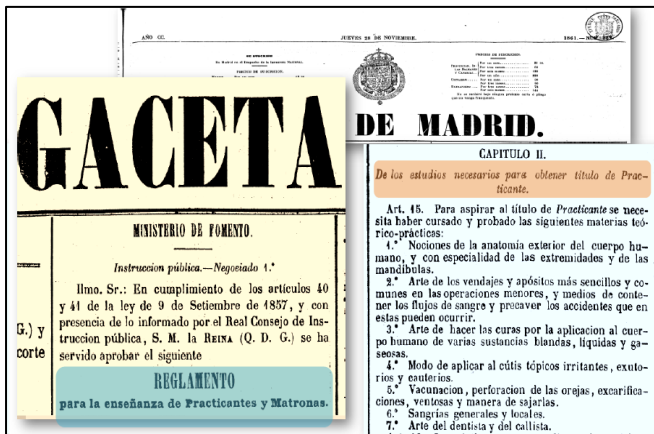 AÑO CC.
JUEVES 28 DE NOVIEMBRE.
1861.—
GACETA
DE MADRID.
MINISTERIO DE FOMENTO.
Instruccion pública.—Negociado 1.°
Ilmo. Sr.: En cumplimiento de los artículos 40
y 41 de la ley de 9 de Setiembre de 1857, y con
presencia de lo informado por el Real Consejo de Ins-
truccion pública, S. M. la REINA (Q. D. G.) se ha
servido aprobar el siguiente
REGLAMENTO
para la enseñanza de Practicantes y Matronas.
G.) y
corte
CAPITULO II.
De los estudios necesarios para obtener título de Prac-
ticante.
Art. 15. Para aspirar al título de Practicante se nece-
sita haber cursado y probado las siguientes materias teó-
rico-prácticas:
1.° Nociones de la anatomía exterior del cuerpo hu-
mano, y con especialidad de las extremidades y de las
mandíbulas.
2.° Arte de los vendajes y apósitos más sencillos y co-
munes en las operaciones menores, y medios de conte-
ner los flujos de sangre y precaver los accidentes que en
estas pueden ocurrir.
3.° Arte de hacer las curas por la aplicacion al cuer-
po humano de varias sustancias blandas, líquidas y ga-
seosas.
4.° Modo de aplicar al cútis tópicos irritantes, exuto-
rios y cauterios.
5.° Vacunacion, perforacion de las orejas, escarifica-
ciones, ventosas y manera de sajarlas.
6.° Sangrías generales y locales.
7.° Arte del dentista y del callista.